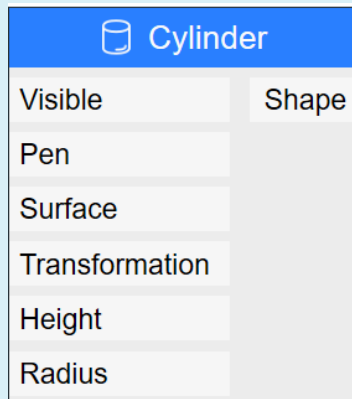 Cylinder
Visible
Shape
Pen
Surface
Transformation
Height
Radius